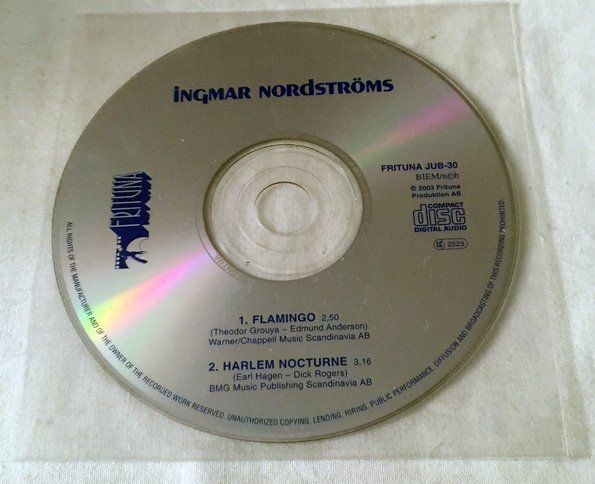 iNGMAR NORdSTRÖMS
FRITUNA JUB-30
BIEM/n©b
℗ 2003 Frituna
Produktion AB
FRITUNA
COMPACT
disc
DIGITAL AUDIO
LC 2523
1. FLAMINGO 2,50
(Theodor Grouya – Edmund Anderson)
Warner/Chappell Music Scandinavia AB
2. HARLEM NOCTURNE 3,16
(Earl Hagen – Dick Rogers)
BMG Music Publishing Scandinavia AB
ALL RIGHTS OF THE MANUFACTURER AND OF THE OWNER OF THE RECORDED WORK RESERVED. UNAUTHORIZED COPYING, LENDING, HIRING, PUBLIC PERFORMANCE, DIFFUSION AND BROADCASTING OF THIS RECORDING PROHIBITED.